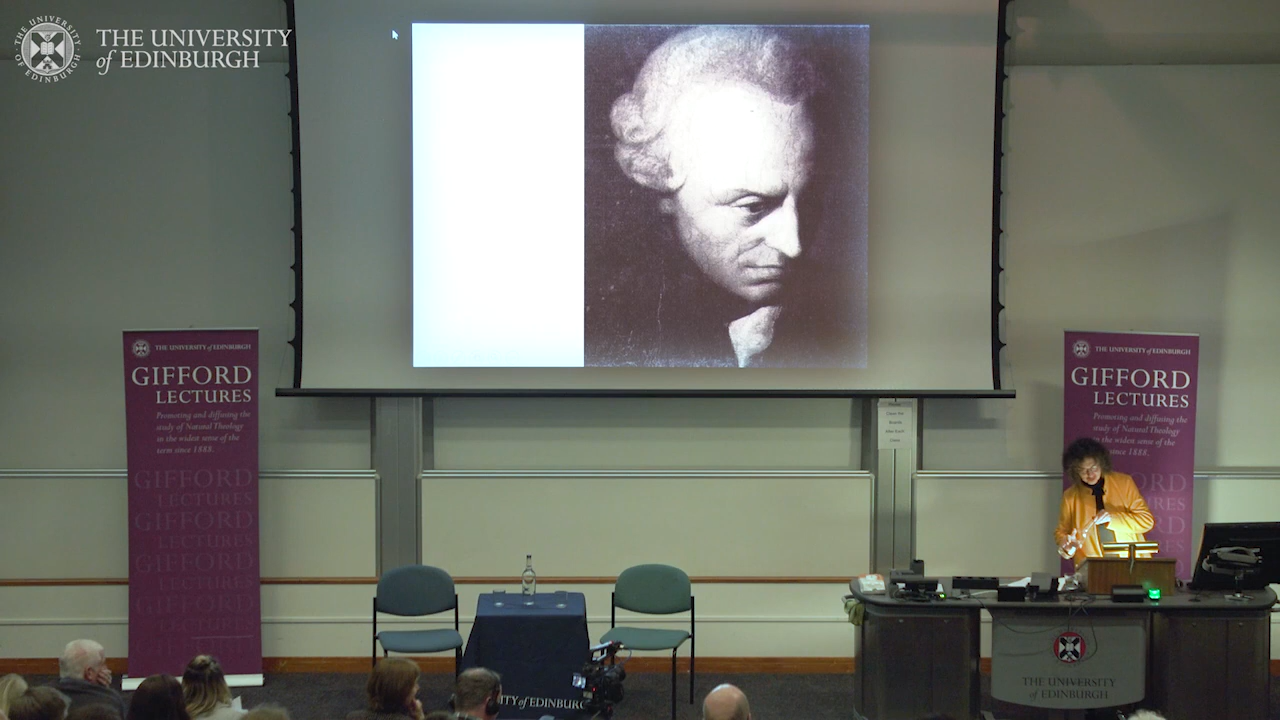 THE UNIVERSITY
of EDINBURGH
THE UNIVERSITY of EDINBURGH
GIFFORD
LECTURES
Promoting and diffusing the
study of Natural Theology
in the widest sense of the
term since 1888.
GIFFORD
LECTURES
GIFFORD
LECTURES
GIFFORD
LECTURES
THE UNIVERSITY of EDINBURGH
GIFFORD
LECTURES
Promoting and diffusing the
study of Natural Theology
in the widest sense of the
since 1888.
THE UNIVERSITY
of EDINBURGH